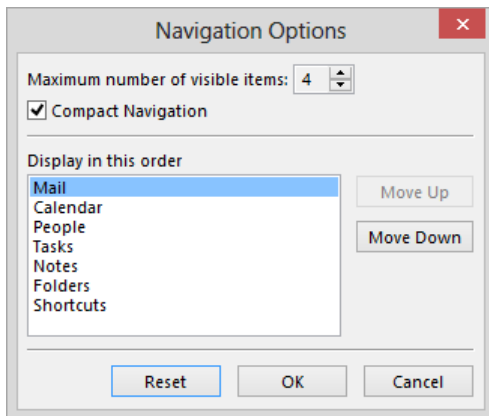 Navigation Options
Maximum number of visible items: 4
Compact Navigation
Display in this order
Mail
Calendar
People
Tasks
Notes
Folders
Shortcuts
Move Up
Move Down
Reset OK Cancel